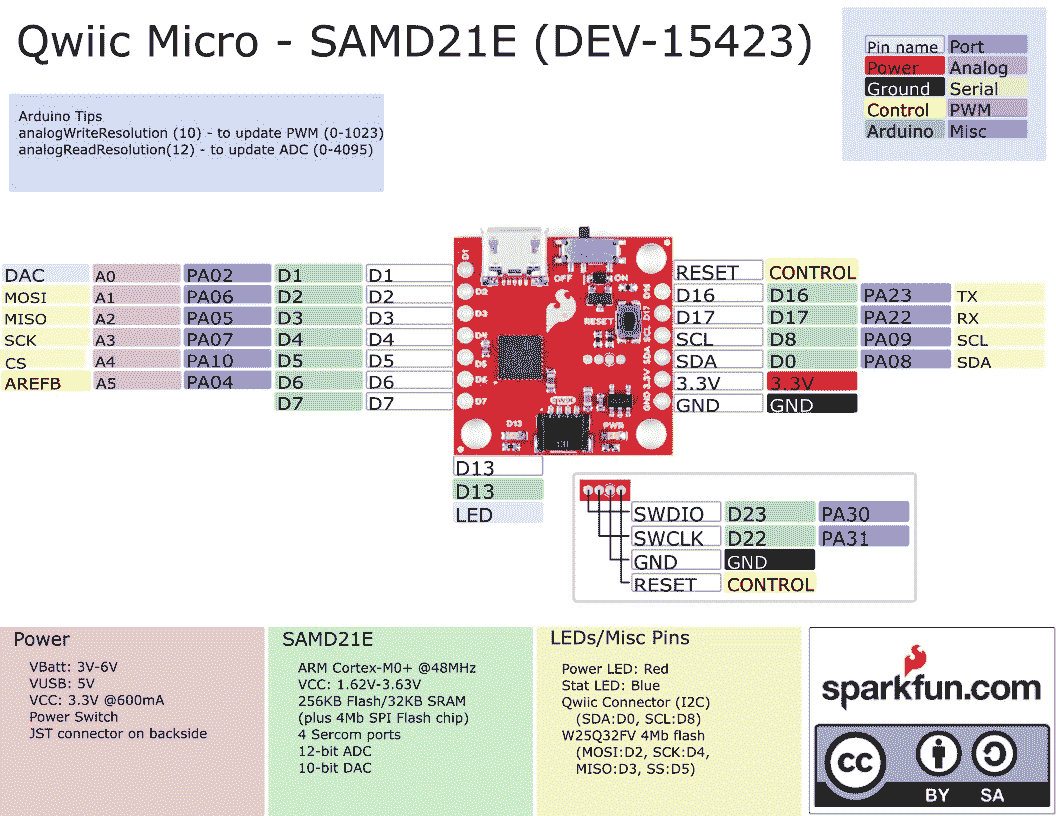 Qwiic Micro - SAMD21E (DEV-15423)
Pin name Port
Power Analog
Ground Serial
Control PWM
Arduino Misc
Arduino Tips
analogWriteResolution (10) - to update PWM (0-1023)
analogReadResolution(12) - to update ADC (0-4095)
DAC A0 PA02 D1 D1
MOSI A1 PA06 D2 D2
MISO A2 PA05 D3 D3
SCK A3 PA07 D4 D4
CS A4 PA10 D5 D5
AREFB A5 PA04 D6 D6
D7 D7
D1
D2
D3
D4
D5
D6
D7
OFF ON
RESET
D16
D17
SCL
SDA
3.3V
GND
QWIIC
D13
PWR
RESET CONTROL
D16 D16 PA23 TX
D17 D17 PA22 RX
SCL D8 PA09 SCL
SDA D0 PA08 SDA
3.3V 3.3V
GND GND
D13
D13
LED
SWDIO D23 PA30
SWCLK D22 PA31
GND GND
RESET CONTROL
Power
VBatt: 3V-6V
VUSB: 5V
VCC: 3.3V @600mA
Power Switch
JST connector on backside
SAMD21E
ARM Cortex-M0+ @48MHz
VCC: 1.62V-3.63V
256KB Flash/32KB SRAM
(plus 4Mb SPI Flash chip)
4 Sercom ports
12-bit ADC
10-bit DAC
LEDs/Misc Pins
Power LED: Red
Stat LED: Blue
Qwiic Connector (I2C)
(SDA:D0, SCL:D8)
W25Q32FV 4Mb flash
(MOSI:D2, SCK:D4,
MISO:D3, SS:D5)
sparkfun.com
cc
BY SA